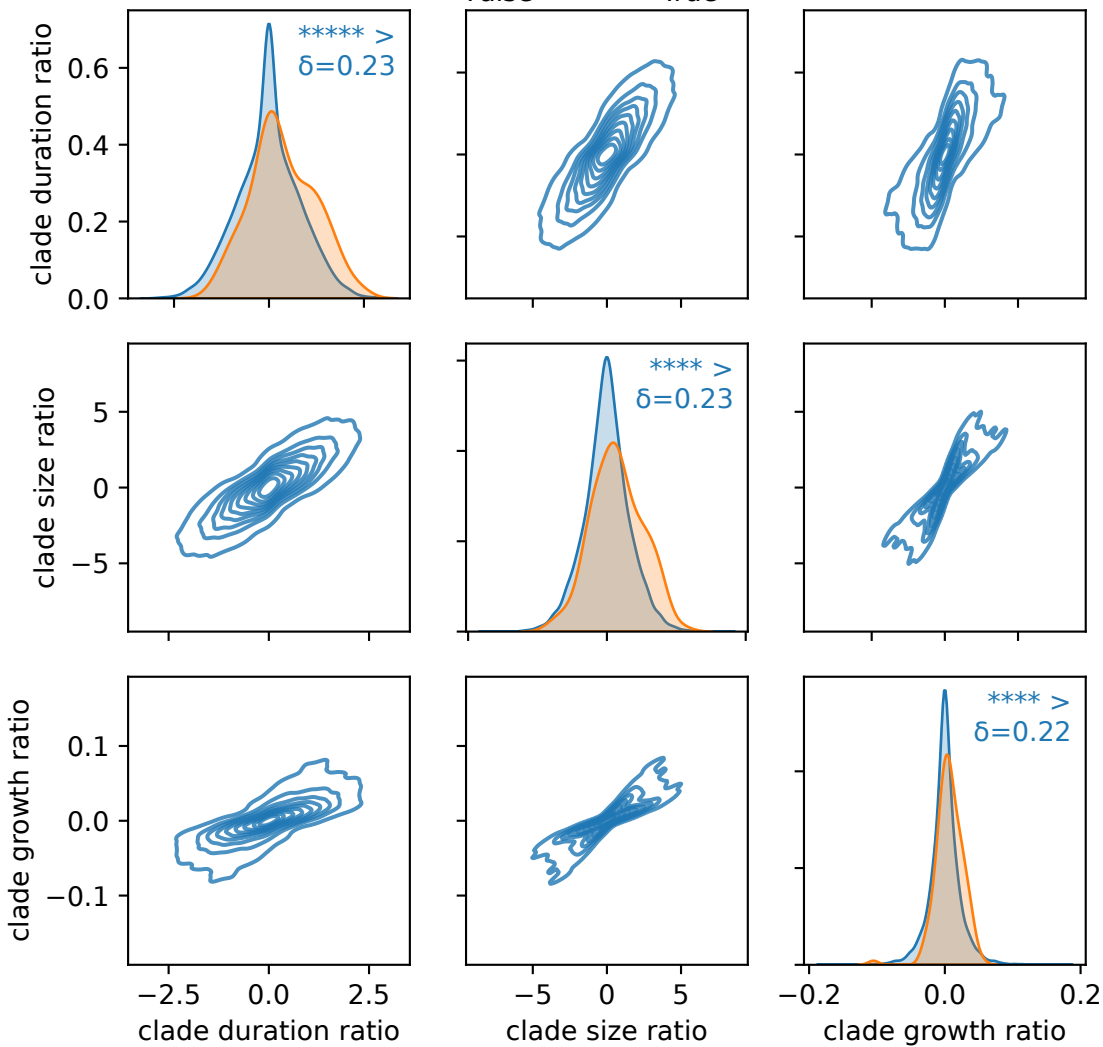 ***** >
δ=0.23
0.6
0.4
0.2
0.0
clade duration ratio
−5
5
**** >
δ=0.23
5
0
−5
clade size ratio
**** >
δ=0.22
0.1
0.0
−0.1
clade growth ratio
−2.5 0.0 2.5
−5 0 5
−0.2 0.0 0.2
clade duration ratio
clade size ratio
clade growth ratio